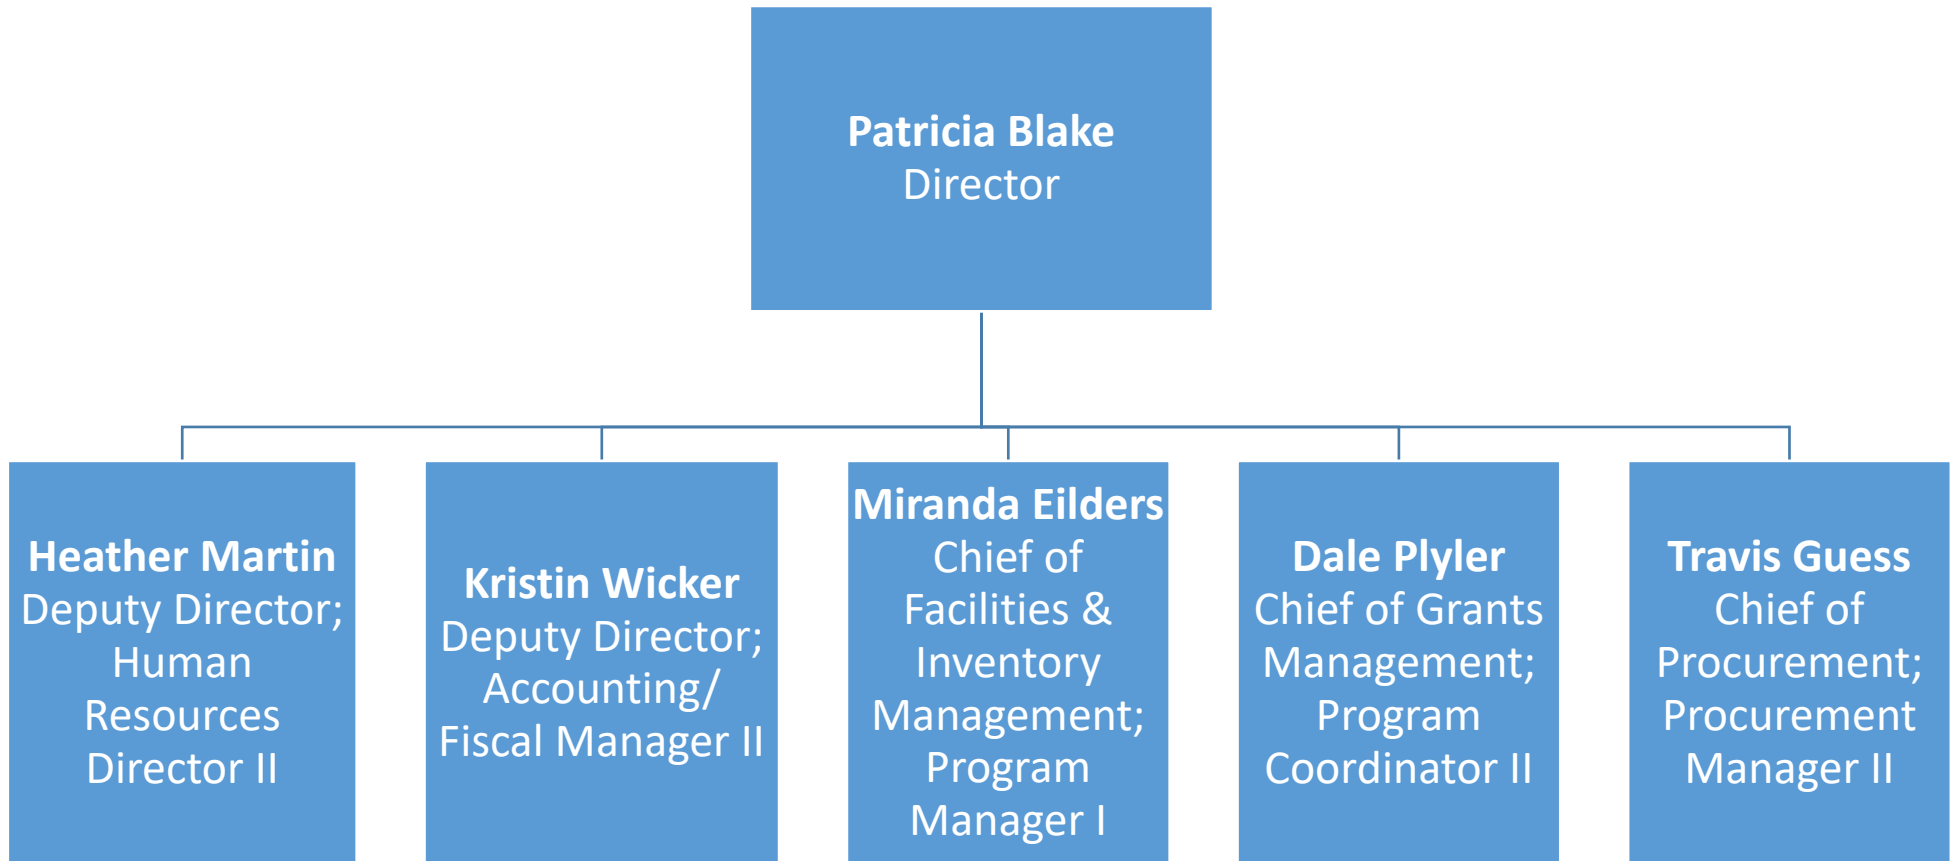 Patricia Blake
Director
Heather Martin
Deputy Director;
Human
Resources
Director II
Kristin Wicker
Deputy Director;
Accounting/
Fiscal Manager II
Miranda Eilders
Chief of
Facilities &
Inventory
Management;
Program
Manager I
Dale Plyler
Chief of Grants
Management;
Program
Coordinator II
Travis Guess
Chief of
Procurement;
Procurement
Manager II